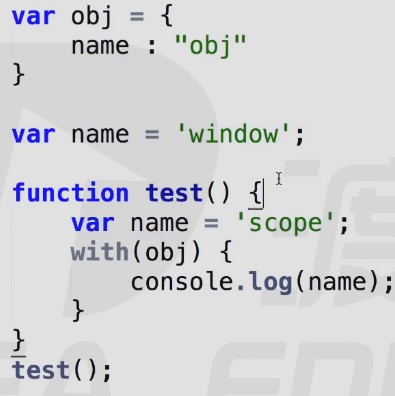 var obj = {
    name : "obj"
}

var name = 'window';

function test() {
    var name = 'scope';
    with(obj) {
        console.log(name);
    }
}
test();